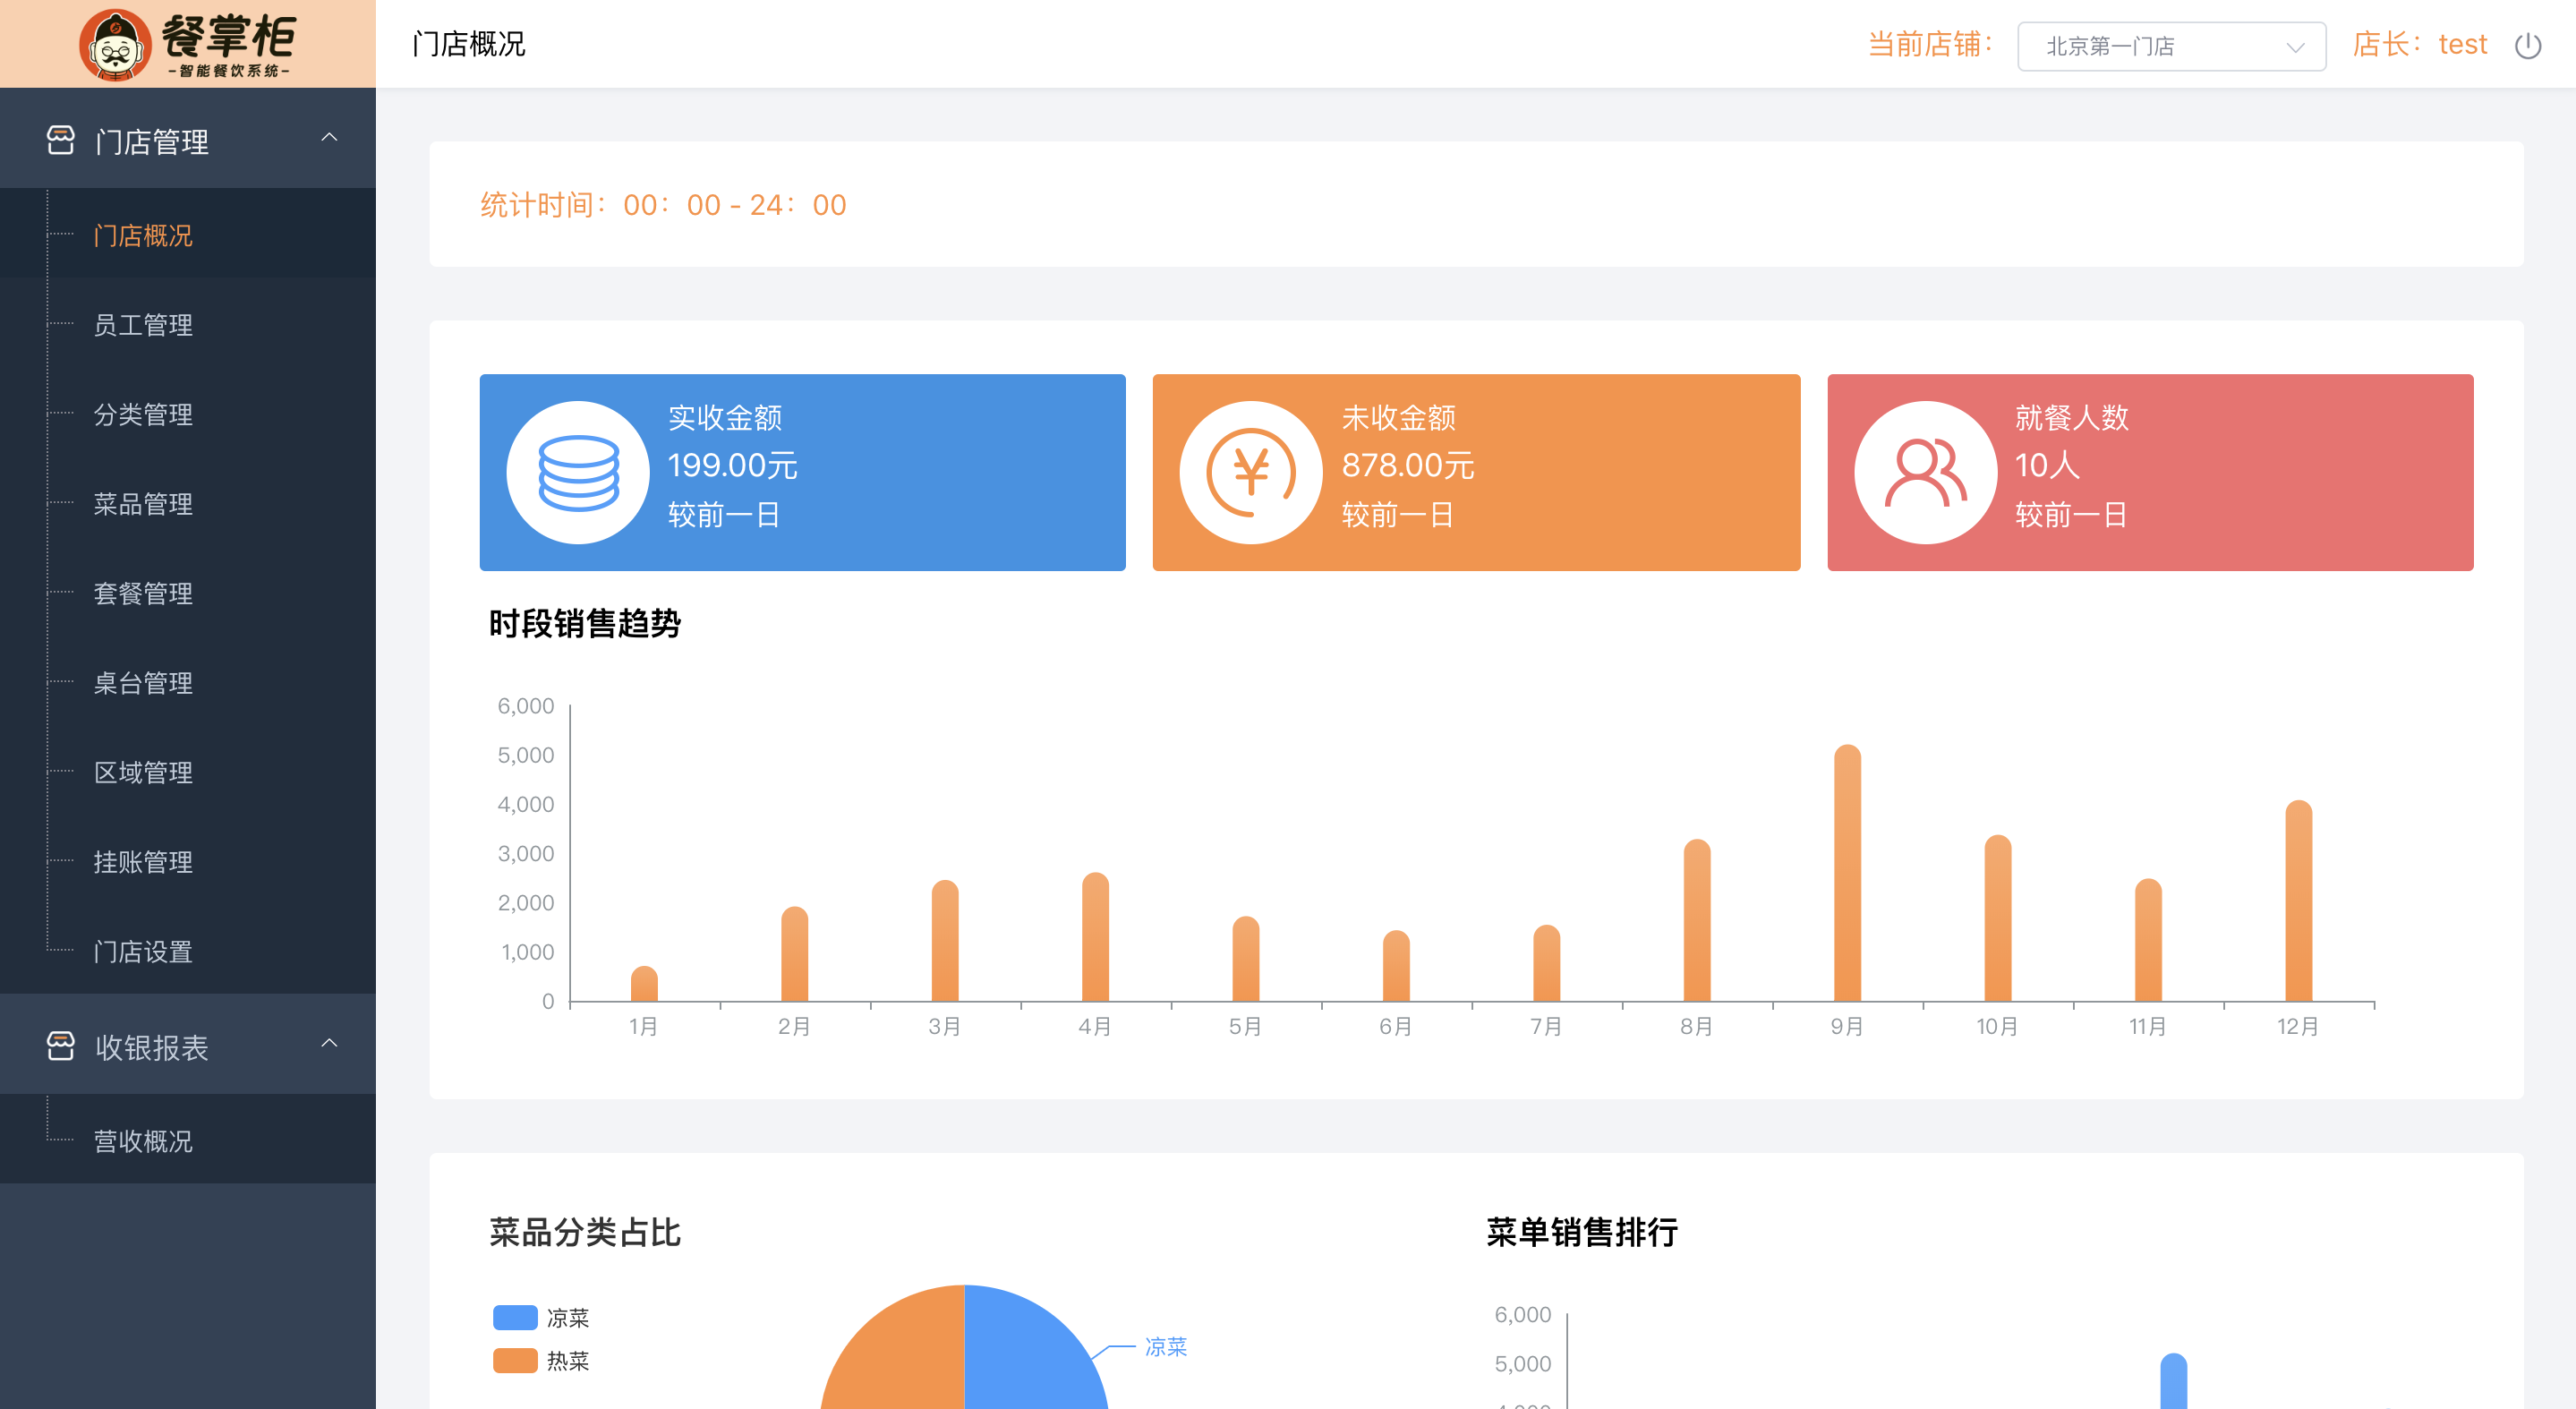 餐掌柜
-智能餐饮系统-
门店概况
当前店铺：
北京第一门店
店长：test
门店管理
门店概况
员工管理
分类管理
菜品管理
套餐管理
桌台管理
区域管理
挂账管理
门店设置
收银报表
营收概况
统计时间：00：00 - 24：00
实收金额
199.00元
较前一日
未收金额
878.00元
较前一日
就餐人数
10人
较前一日
时段销售趋势
6,000
5,000
4,000
3,000
2,000
1,000
0
1月 2月 3月 4月 5月 6月 7月 8月 9月 10月 11月 12月
菜品分类占比
凉菜
热菜
凉菜
菜单销售排行
6,000
5,000